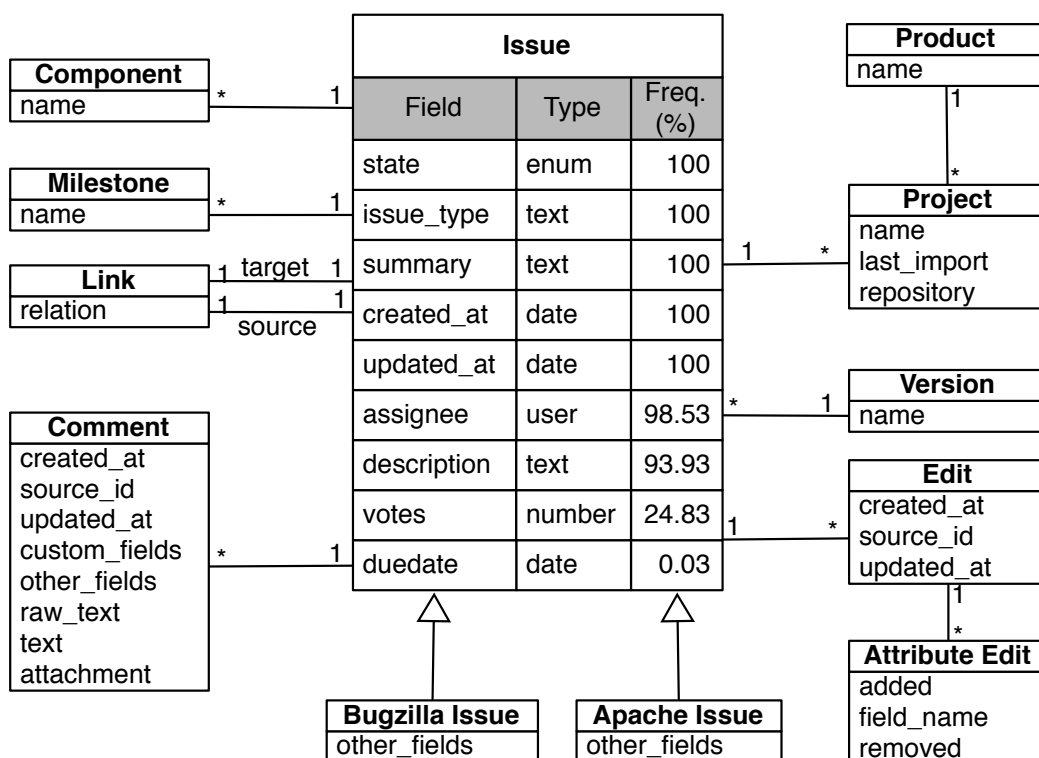 Component
name
*
1
Milestone
name
*
1
Link
relation
1
target
1
1
source
1
Comment
created_at
source_id
updated_at
custom_fields
other_fields
raw_text
text
attachment
*
1
Issue
Field Type Freq. (%)
state enum 100
issue_type text 100
summary text 100
created_at date 100
updated_at date 100
assignee user 98.53
description text 93.93
votes number 24.83
duedate date 0.03
Bugzilla Issue
other_fields
Apache Issue
other_fields
Product
name
1
*
Project
name
last_import
repository
1
*
Version
name
*
1
Edit
created_at
source_id
updated_at
1
*
1
*
Attribute Edit
added
field_name
removed